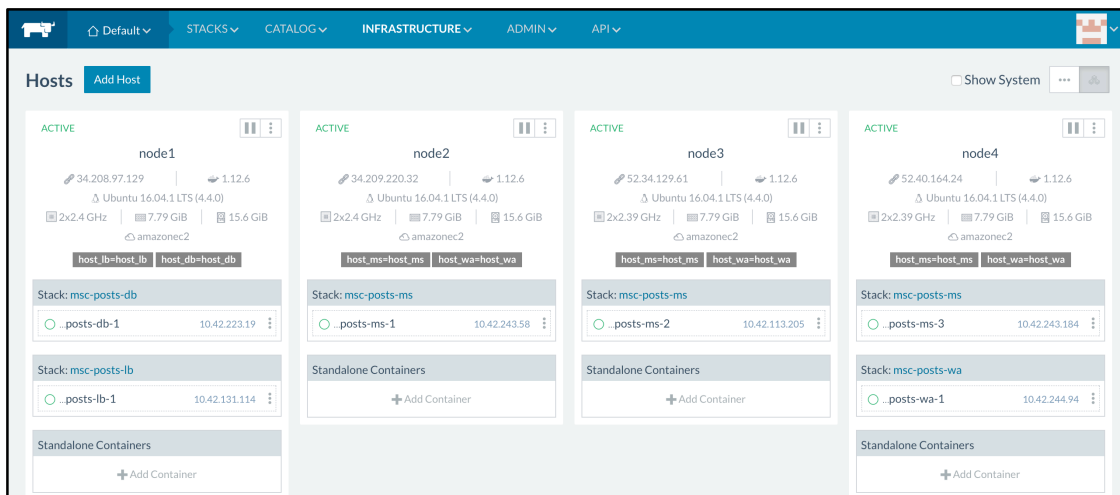 Default STACKS CATALOG INFRASTRUCTURE ADMIN API
Hosts Add Host Show System
ACTIVE
node1
34.208.97.129 1.12.6
Ubuntu 16.04.1 LTS (4.4.0)
2x2.4 GHz 7.79 GiB 15.6 GiB
amazonec2
host_lb=host_lb host_db=host_db
Stack: msc-posts-db
...posts-db-1 10.42.223.19
Stack: msc-posts-lb
...posts-lb-1 10.42.131.114
Standalone Containers
Add Container
ACTIVE
node2
34.209.220.32 1.12.6
Ubuntu 16.04.1 LTS (4.4.0)
2x2.4 GHz 7.79 GiB 15.6 GiB
amazonec2
host_ms=host_ms host_wa=host_wa
Stack: msc-posts-ms
...posts-ms-1 10.42.243.58
Standalone Containers
Add Container
ACTIVE
node3
52.34.129.61 1.12.6
Ubuntu 16.04.1 LTS (4.4.0)
2x2.39 GHz 7.79 GiB 15.6 GiB
amazonec2
host_ms=host_ms host_wa=host_wa
Stack: msc-posts-ms
...posts-ms-2 10.42.113.205
Standalone Containers
Add Container
ACTIVE
node4
52.40.164.24 1.12.6
Ubuntu 16.04.1 LTS (4.4.0)
2x2.39 GHz 7.79 GiB 15.6 GiB
amazonec2
host_ms=host_ms host_wa=host_wa
Stack: msc-posts-ms
...posts-ms-3 10.42.243.184
Stack: msc-posts-wa
...posts-wa-1 10.42.244.94
Standalone Containers
Add Container